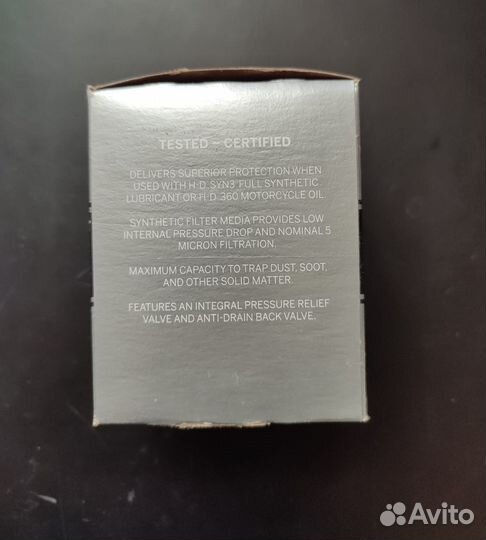 TESTED – CERTIFIED
DELIVERS SUPERIOR PROTECTION WHEN
USED WITH H-D SYN3 FULL SYNTHETIC
LUBRICANT OR H-D 360 MOTORCYCLE OIL.
SYNTHETIC FILTER MEDIA PROVIDES LOW
INTERNAL PRESSURE DROP AND NOMINAL 5
MICRON FILTRATION.
MAXIMUM CAPACITY TO TRAP DUST, SOOT,
AND OTHER SOLID MATTER.
FEATURES AN INTEGRAL PRESSURE RELIEF
VALVE AND ANTI-DRAIN BACK VALVE.
Avito